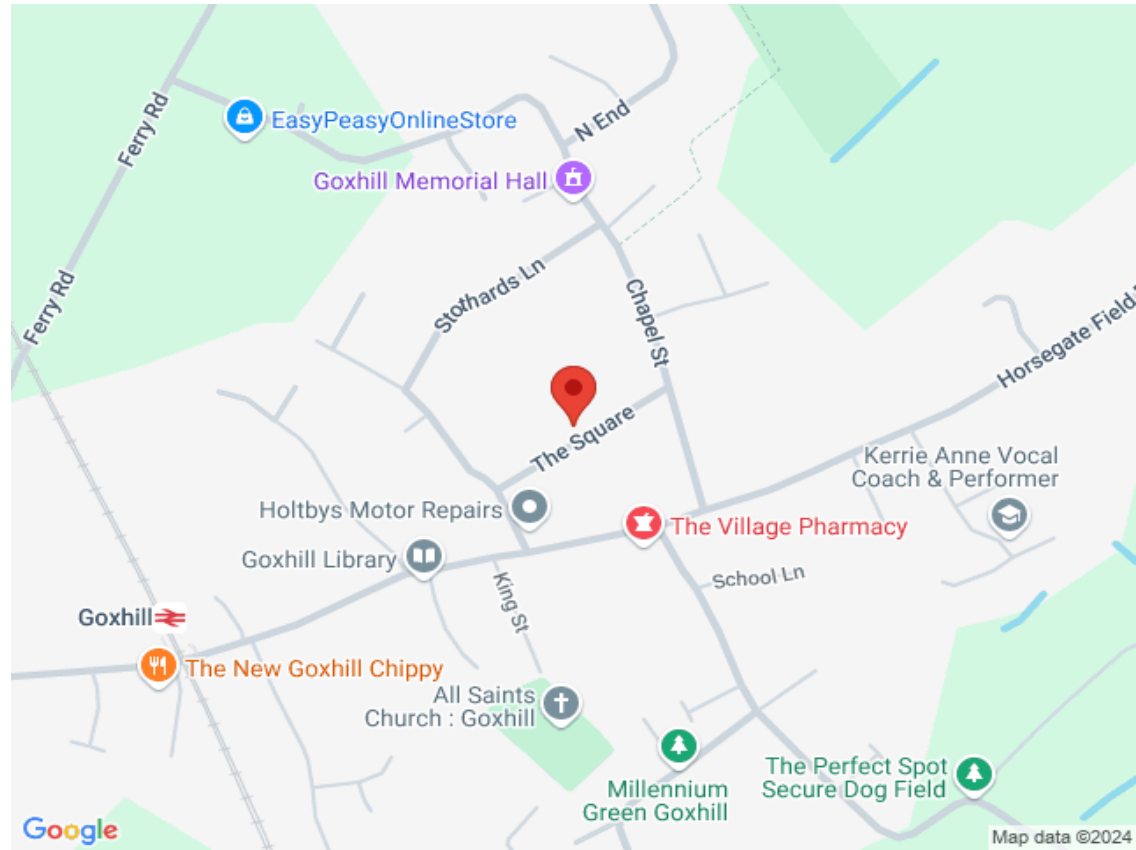 Ferry Rd
EasyPeasyOnlineStore
N End
Goxhill Memorial Hall
Ferry Rd
Stothards Ln
Chapel St
Horsegate Field
The Square
Kerrie Anne Vocal
Coach & Performer
Holtbys Motor Repairs
The Village Pharmacy
Goxhill Library
School Ln
King St
Goxhill
The New Goxhill Chippy
All Saints
Church : Goxhill
Millennium
Green Goxhill
The Perfect Spot
Secure Dog Field
Google
Map data ©2024